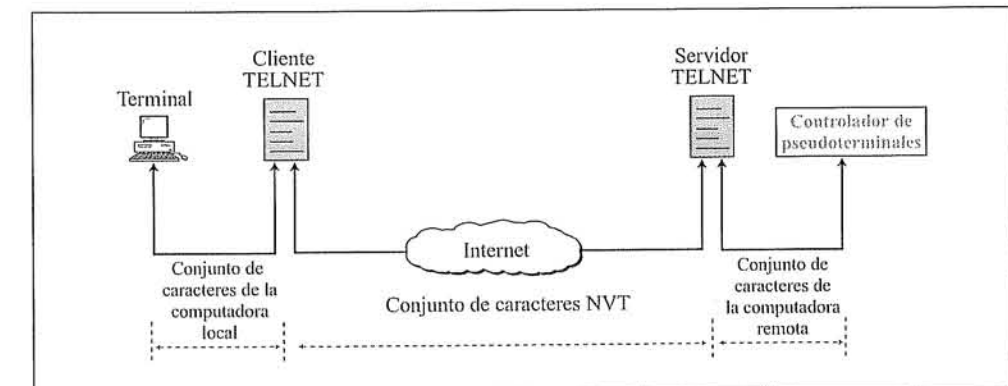 Cliente
TELNET
Servidor
TELNET
Terminal
Controlador de
pseudoterminales
Internet
Conjunto de
caracteres de la
computadora
local
Conjunto de caracteres NVT
Conjunto de
caracteres de
la computadora
remota